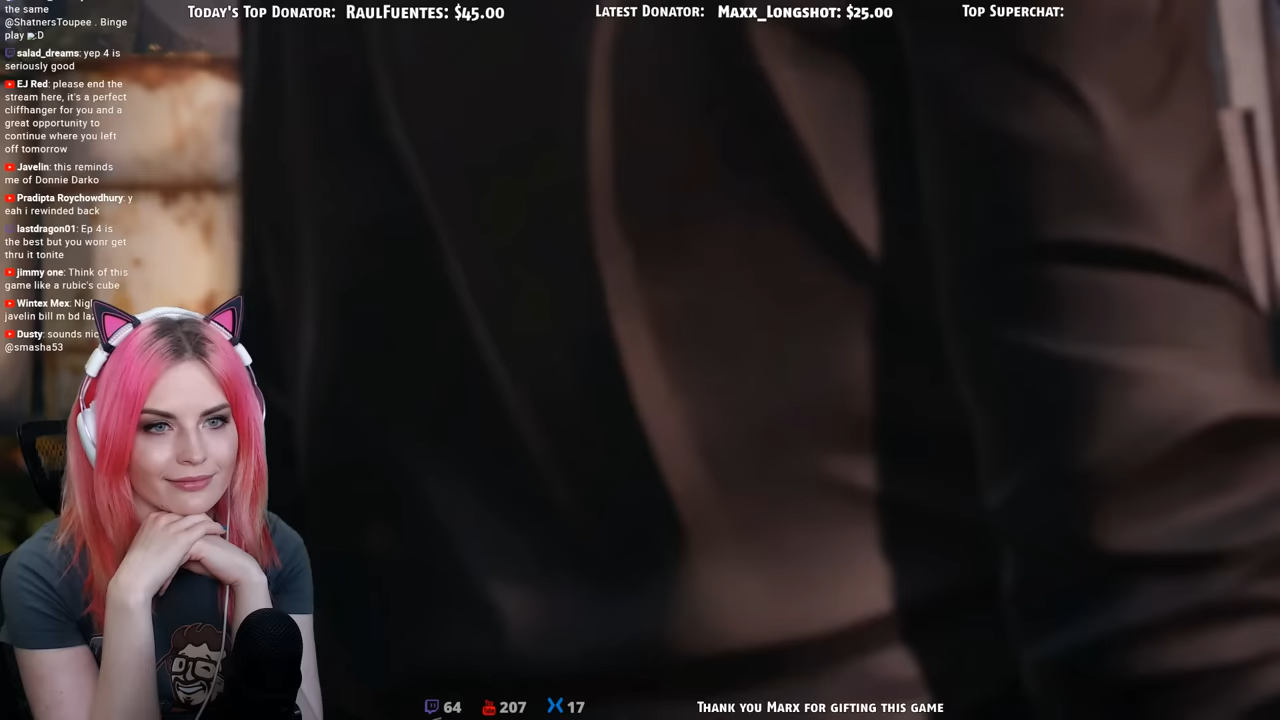 Today's Top Donator: RaulFuentes: $45.00
Latest Donator: Maxx_Longshot: $25.00
Top Superchat:
the same
@ShatnersToupee . Binge
play :D
salad_dreams: yep 4 is
seriously good
EJ Red: please end the
stream here, it's a perfect
cliffhanger for you and a
great opportunity to
continue where you left
off tomorrow
Javelin: this reminds
me of Donnie Darko
Pradipta Roychowdhury: y
eah i rewinded back
lastdragon01: Ep 4 is
the best but you wonr get
thru it tonite
jimmy one: Think of this
game like a rubic's cube
Wintex Mex:
javelin bill m bd
Dusty: sounds
@smasha53
64
207
17
Thank you Marx for gifting this game